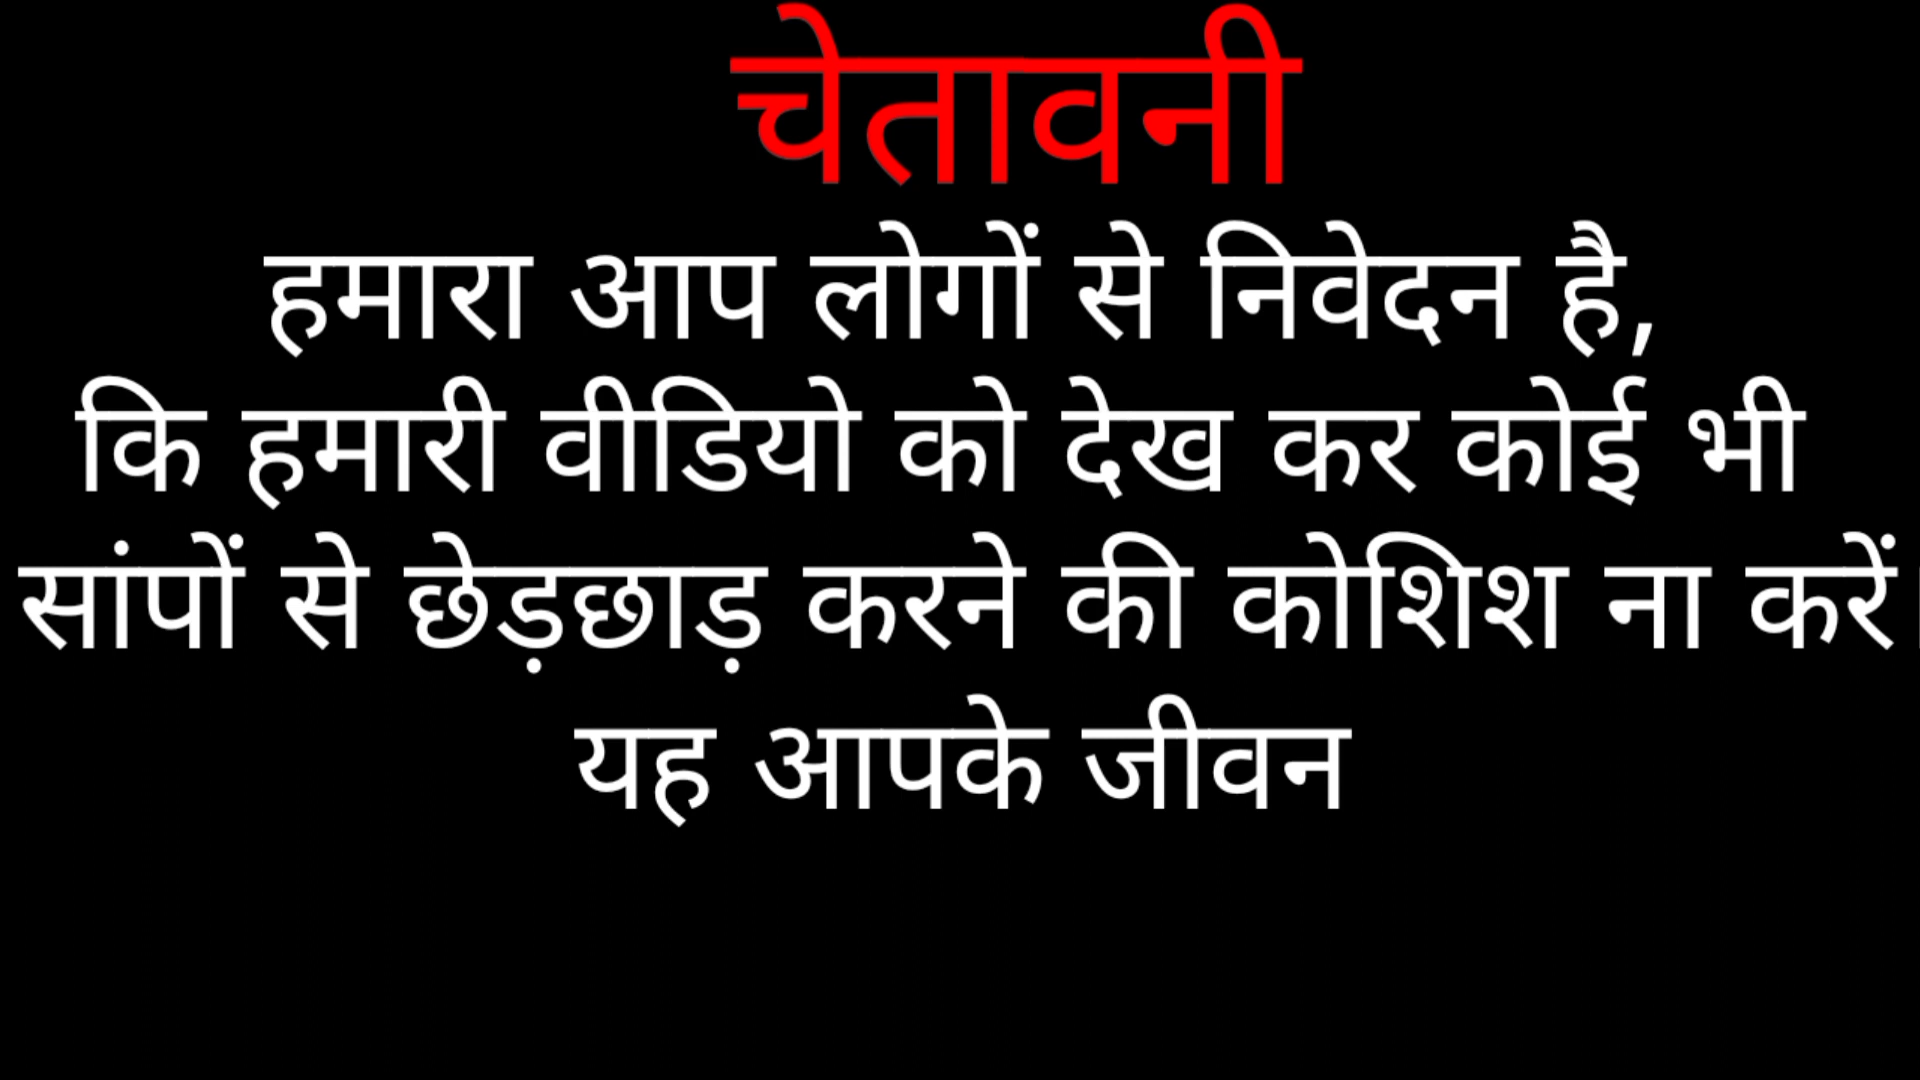 चेतावनी
हमारा आप लोगों से निवेदन है,
कि हमारी वीडियो को देख कर कोई भी
सांपों से छेड़छाड़ करने की कोशिश ना करें।
यह आपके जीवन